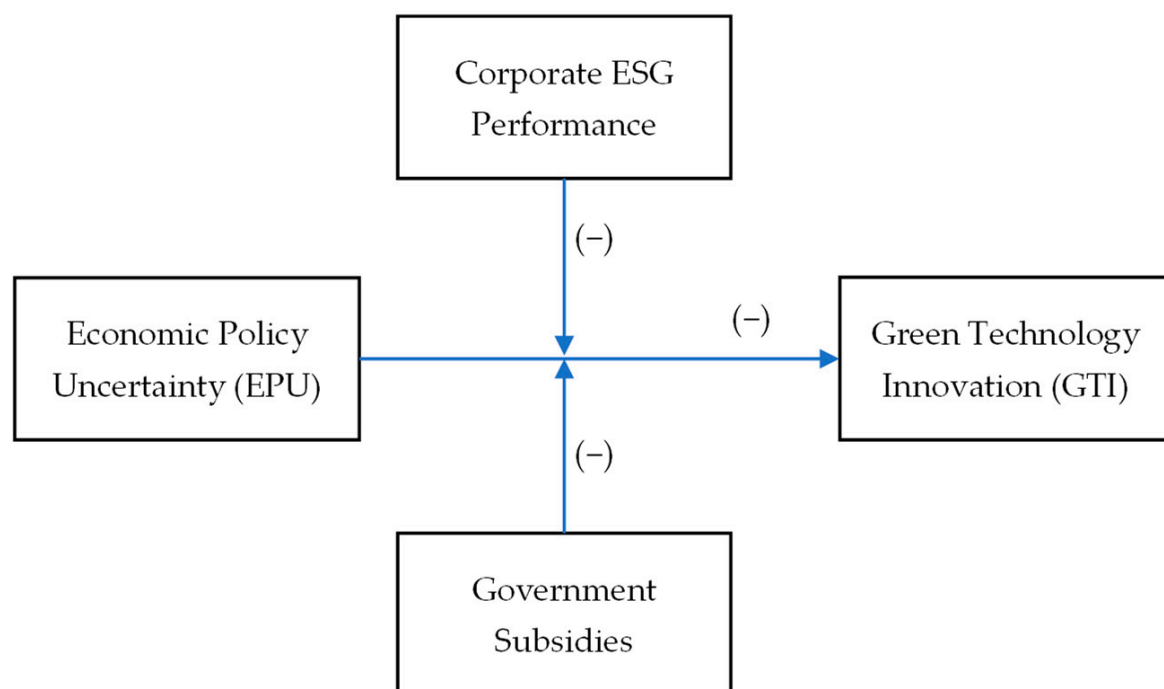 Corporate ESG
Performance
(−)
Economic Policy
Uncertainty (EPU)
(−)
Green Technology
Innovation (GTI)
(−)
Government
Subsidies